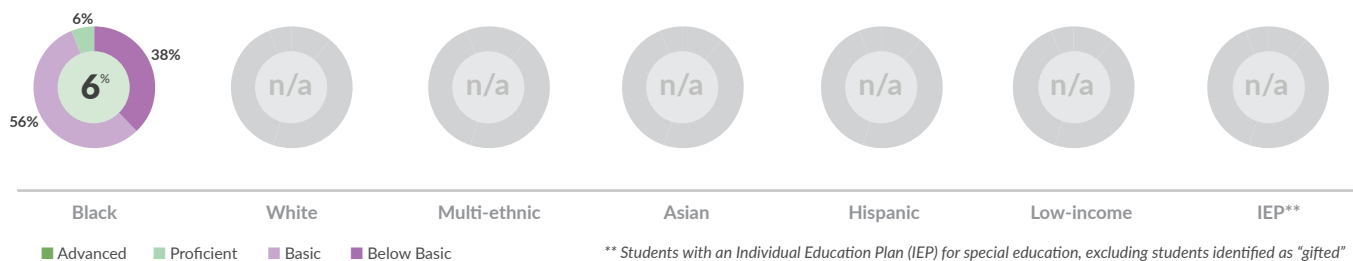 6%
38%
6%
n/a
n/a
n/a
n/a
n/a
n/a
56%
Black
White
Multi-ethnic
Asian
Hispanic
Low-income
IEP**
Advanced
Proficient
Basic
Below Basic
** Students with an Individual Education Plan (IEP) for special education, excluding students identified as “gifted”